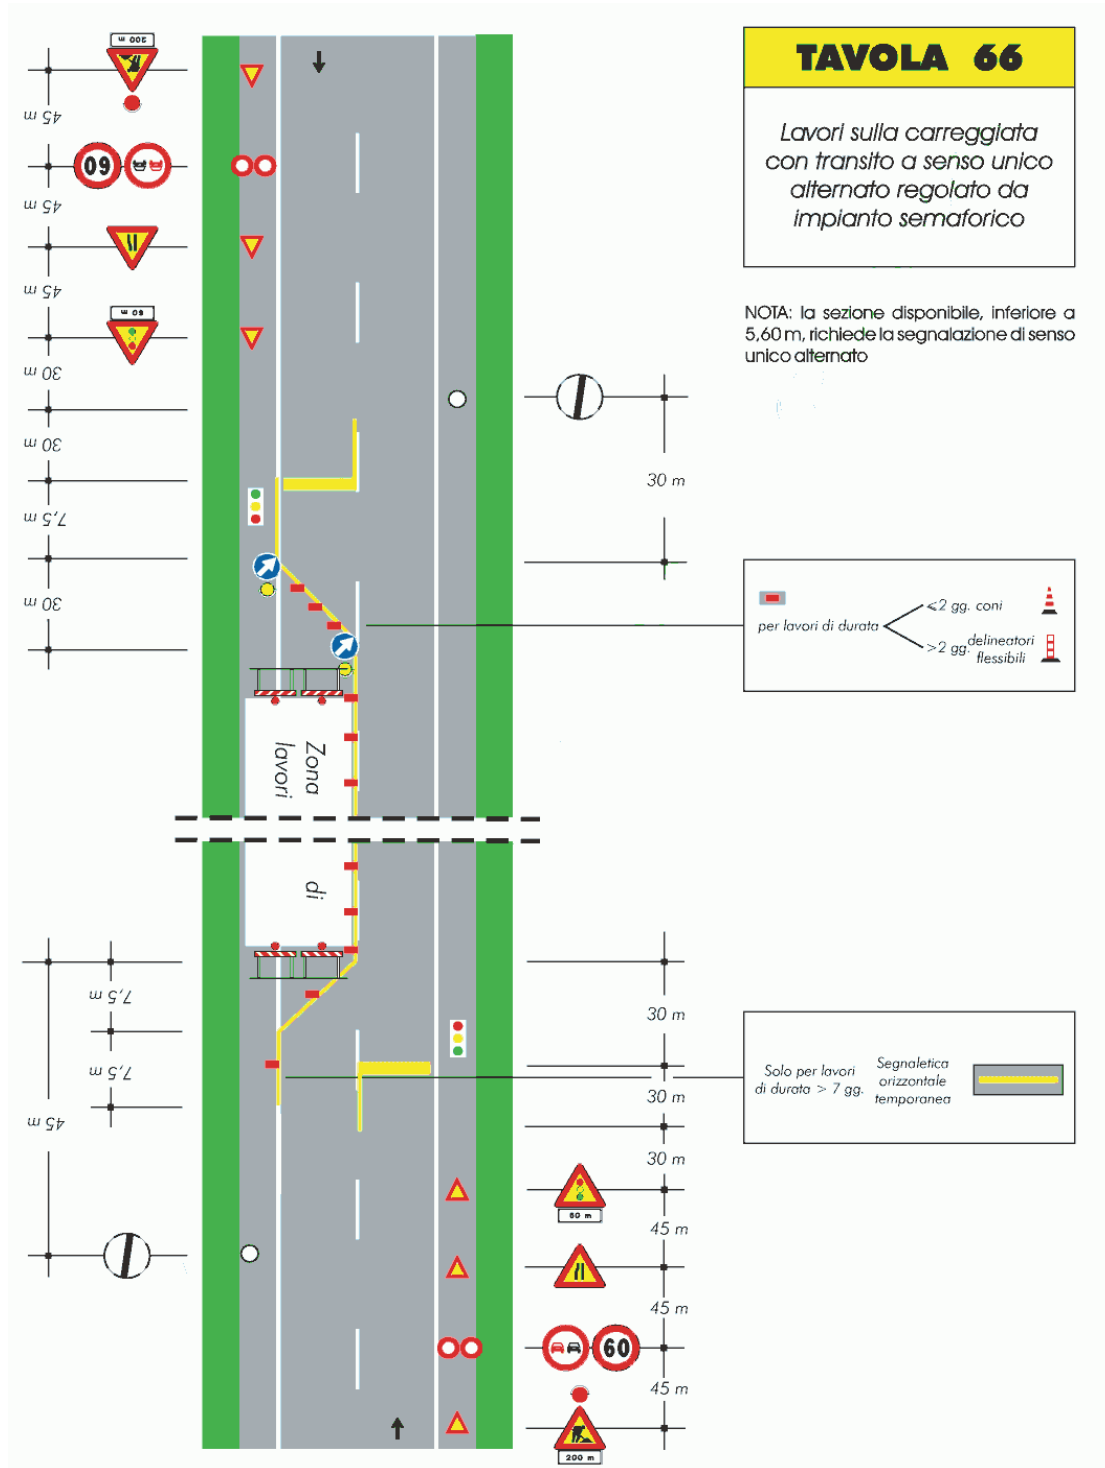 TAVOLA 66
Lavori sulla carreggiata
con transito a senso unico
alternato regolato da
impianto semaforico
NOTA: la sezione disponibile, inferiore a
5,60 m, richiede la segnalazione di senso
unico alternato
200 m
45 m
60
45 m
45 m
60 m
30 m
30 m
7,5 m
30 m
30 m
per lavori di durata
⩽2 gg. coni
>2 gg. delineatori
flessibili
Zona
lavori
di
7,5 m
7,5 m
45 m
30 m
30 m
30 m
Solo per lavori
di durata > 7 gg.
Segnaletica
orizzontale
temporanea
60 m
45 m
45 m
60
45 m
200 m